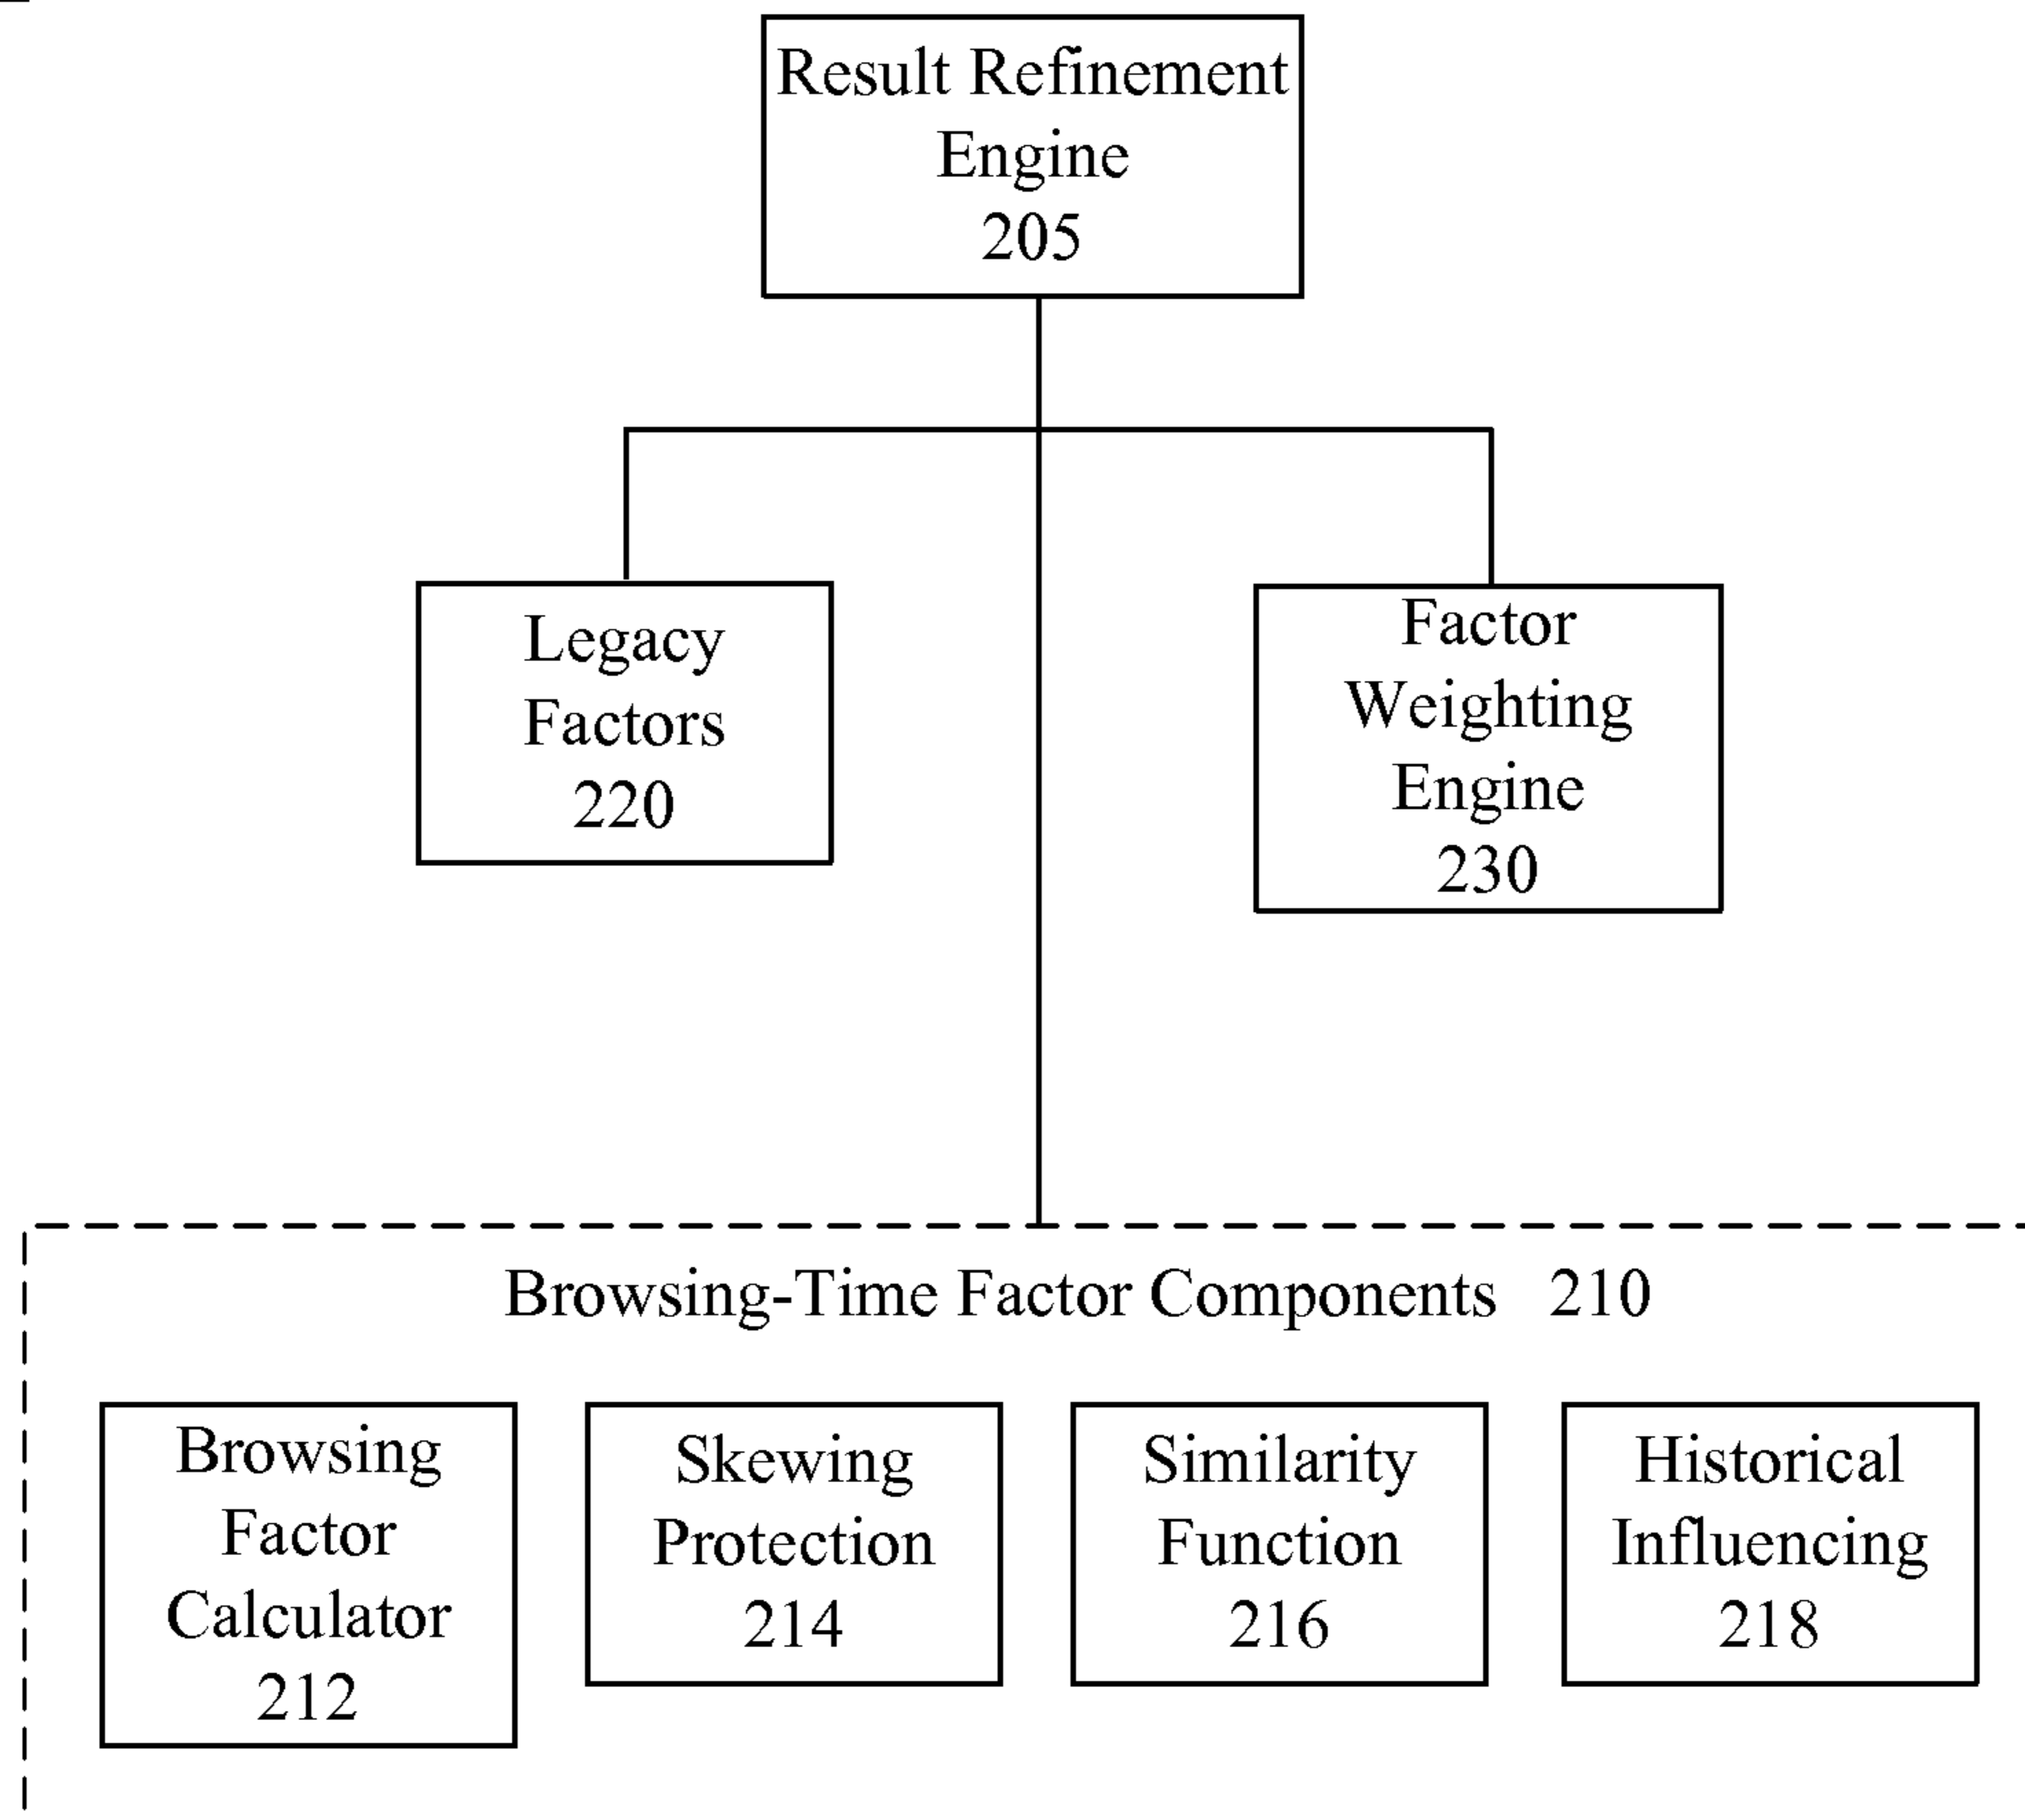 Result Refinement
Engine
205
Legacy
Factors
220
Factor
Weighting
Engine
230
Browsing-Time Factor Components 210
Browsing
Factor
Calculator
212
Skewing
Protection
214
Similarity
Function
216
Historical
Influencing
218